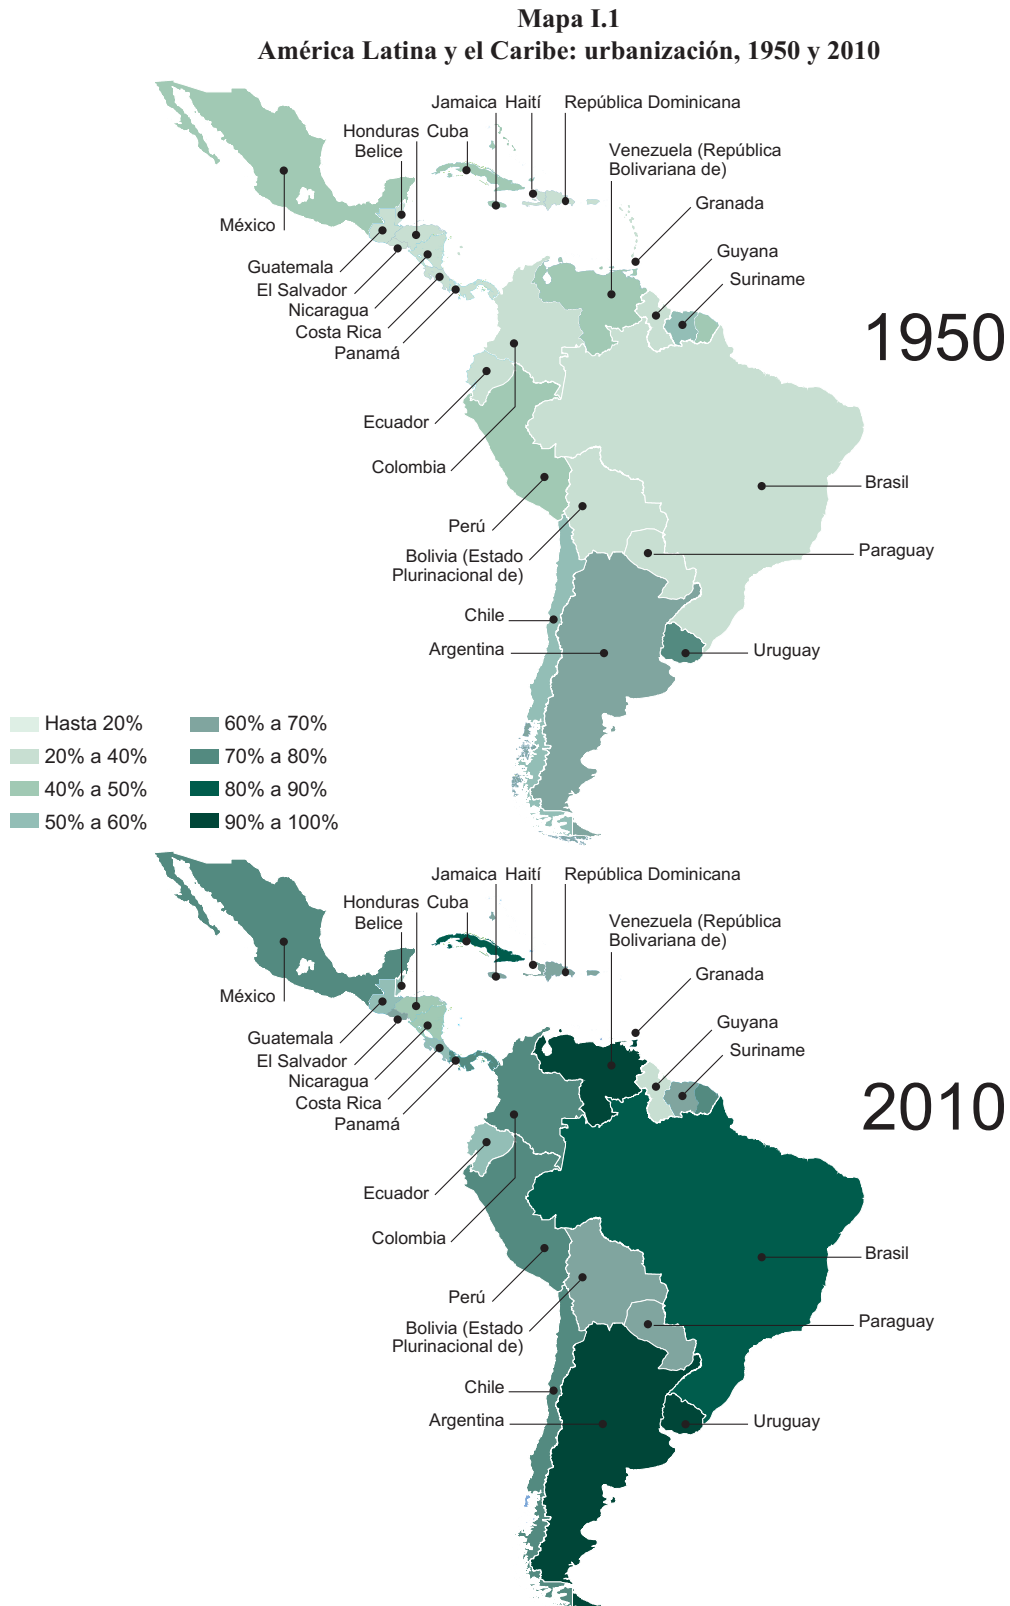 Mapa I.1
América Latina y el Caribe: urbanización, 1950 y 2010
Jamaica Haití República Dominicana
Honduras Cuba
Belice
Venezuela (República
Bolivariana de)
Granada
México
Guyana
Guatemala
Suriname
El Salvador
Nicaragua
Costa Rica
Panamá
1950
Ecuador
Colombia
Brasil
Perú
Bolivia (Estado
Plurinacional de)
Paraguay
Chile
Argentina
Uruguay
Hasta 20%
20% a 40%
40% a 50%
50% a 60%
60% a 70%
70% a 80%
80% a 90%
90% a 100%
Jamaica Haití República Dominicana
Honduras Cuba
Belice
Venezuela (República
Bolivariana de)
Granada
México
Guyana
Guatemala
Suriname
El Salvador
Nicaragua
Costa Rica
Panamá
2010
Ecuador
Colombia
Brasil
Perú
Bolivia (Estado
Plurinacional de)
Paraguay
Chile
Argentina
Uruguay